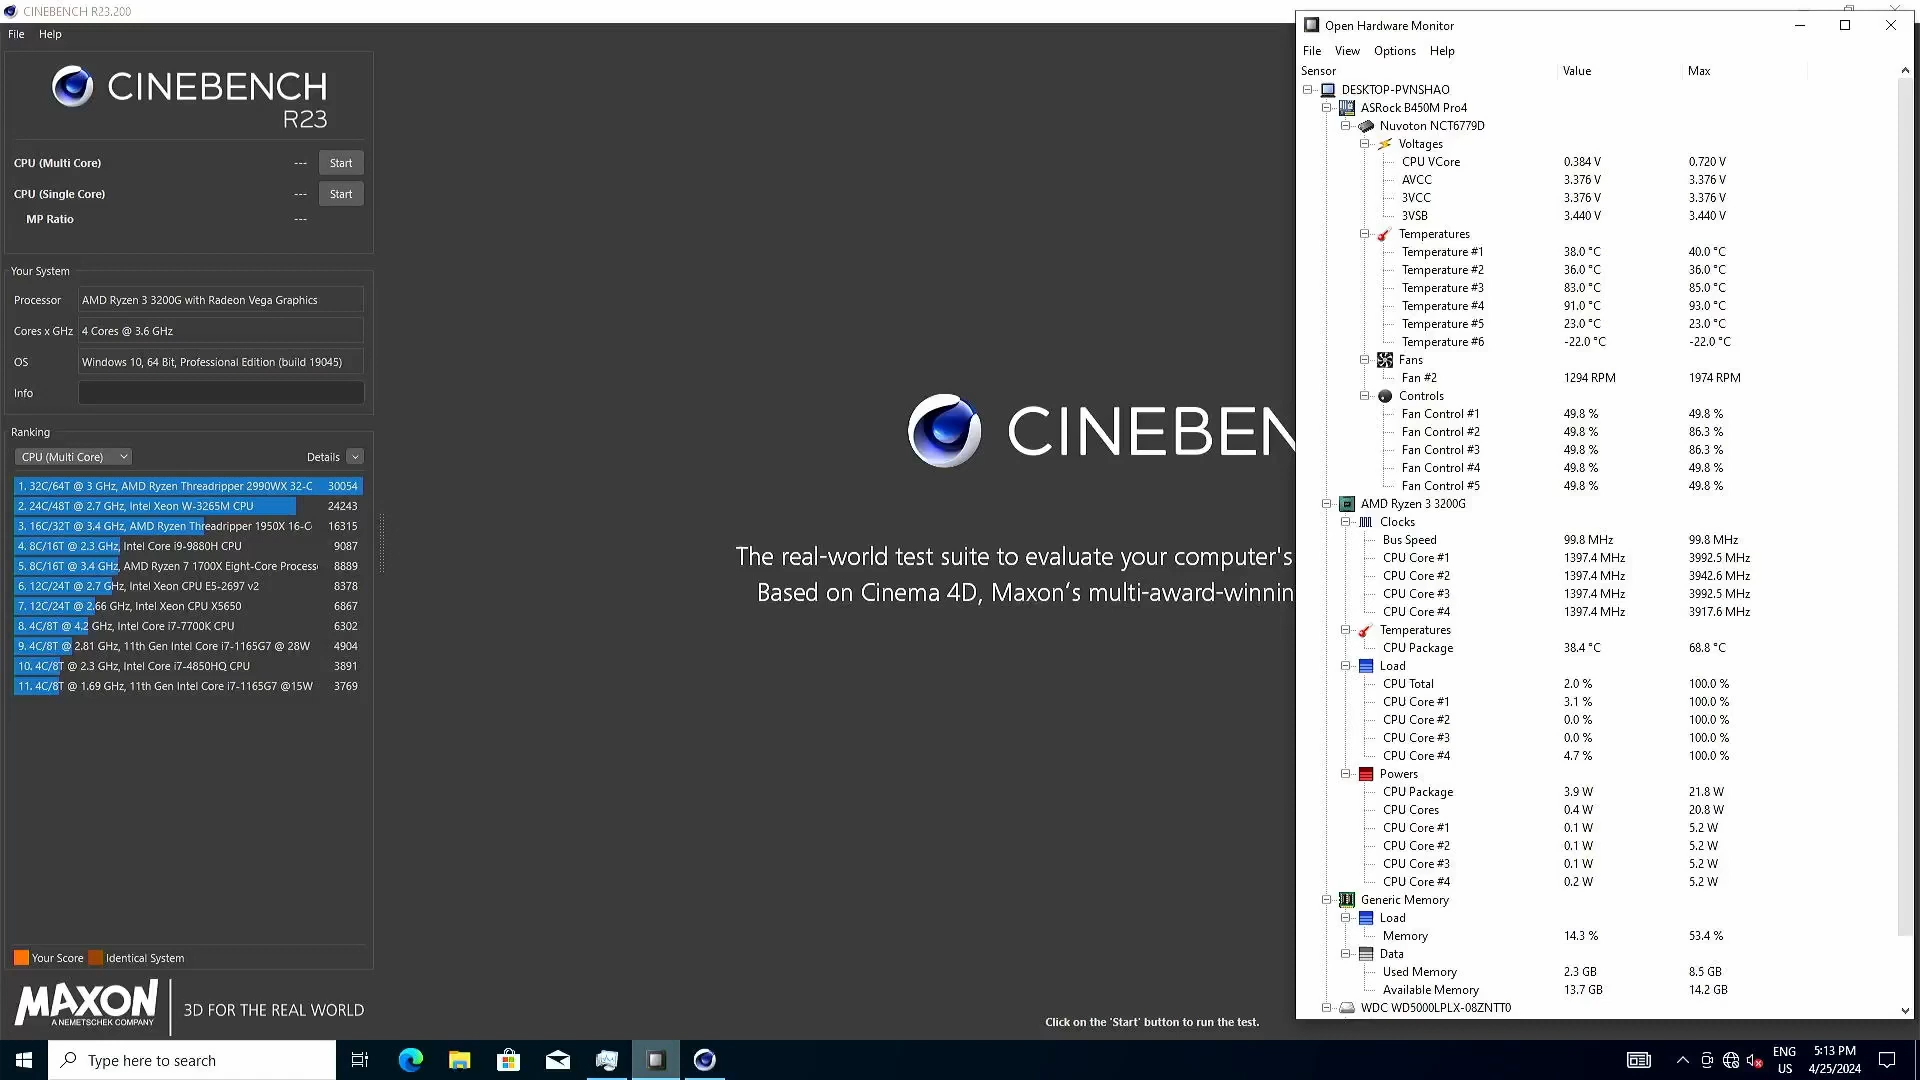 CINEBENCH R23.200
File Help
CINEBENCH
R23
CPU (Multi Core) --- Start
CPU (Single Core) --- Start
MP Ratio ---
Your System
Processor AMD Ryzen 3 3200G with Radeon Vega Graphics
Cores x GHz 4 Cores @ 3.6 GHz
OS Windows 10, 64 Bit, Professional Edition (build 19045)
Info
Ranking
CPU (Multi Core) Details
1. 32C/64T @ 3 GHz, AMD Ryzen Threadripper 2990WX 32-C 30054
2. 24C/48T @ 2.7 GHz, Intel Xeon W-3265M CPU 24243
3. 16C/32T @ 3.4 GHz, AMD Ryzen Threadripper 1950X 16-C 16315
4. 8C/16T @ 2.3 GHz, Intel Core i9-9880H CPU 9087
5. 8C/16T @ 3.4 GHz, AMD Ryzen 7 1700X Eight-Core Process 8889
6. 12C/24T @ 2.7 GHz, Intel Xeon CPU E5-2697 v2 8378
7. 12C/24T @ 2.66 GHz, Intel Xeon CPU X5650 6867
8. 4C/8T @ 4.2 GHz, Intel Core i7-7700K CPU 6302
9. 4C/8T @ 2.81 GHz, 11th Gen Intel Core i7-1165G7 @ 28W 4904
10. 4C/8T @ 2.3 GHz, Intel Core i7-4850HQ CPU 3891
11. 4C/8T @ 1.69 GHz, 11th Gen Intel Core i7-1165G7 @15W 3769
Your Score Identical System
MAXON
A NEMETSCHEK COMPANY
3D FOR THE REAL WORLD
CINEBEN
The real-world test suite to evaluate your computer's
Based on Cinema 4D, Maxon's multi-award-winnin
Click on the 'Start' button to run the test.
Open Hardware Monitor
File View Options Help
Sensor Value Max
DESKTOP-PVNSHAO
ASRock B450M Pro4
Nuvoton NCT6779D
Voltages
CPU VCore 0.384 V 0.720 V
AVCC 3.376 V 3.376 V
3VCC 3.376 V 3.376 V
3VSB 3.440 V 3.440 V
Temperatures
Temperature #1 38.0 °C 40.0 °C
Temperature #2 36.0 °C 36.0 °C
Temperature #3 83.0 °C 85.0 °C
Temperature #4 91.0 °C 93.0 °C
Temperature #5 23.0 °C 23.0 °C
Temperature #6 -22.0 °C -22.0 °C
Fans
Fan #2 1294 RPM 1974 RPM
Controls
Fan Control #1 49.8 % 49.8 %
Fan Control #2 49.8 % 86.3 %
Fan Control #3 49.8 % 86.3 %
Fan Control #4 49.8 % 49.8 %
Fan Control #5 49.8 % 49.8 %
AMD Ryzen 3 3200G
Clocks
Bus Speed 99.8 MHz 99.8 MHz
CPU Core #1 1397.4 MHz 3992.5 MHz
CPU Core #2 1397.4 MHz 3942.6 MHz
CPU Core #3 1397.4 MHz 3992.5 MHz
CPU Core #4 1397.4 MHz 3917.6 MHz
Temperatures
CPU Package 38.4 °C 68.8 °C
Load
CPU Total 2.0 % 100.0 %
CPU Core #1 3.1 % 100.0 %
CPU Core #2 0.0 % 100.0 %
CPU Core #3 0.0 % 100.0 %
CPU Core #4 4.7 % 100.0 %
Powers
CPU Package 3.9 W 21.8 W
CPU Cores 0.4 W 20.8 W
CPU Core #1 0.1 W 5.2 W
CPU Core #2 0.1 W 5.2 W
CPU Core #3 0.1 W 5.2 W
CPU Core #4 0.2 W 5.2 W
Generic Memory
Load
Memory 14.3 % 53.4 %
Data
Used Memory 2.3 GB 8.5 GB
Available Memory 13.7 GB 14.2 GB
WDC WD5000LPLX-08ZNTT0
Type here to search
ENG
US
5:13 PM
4/25/2024